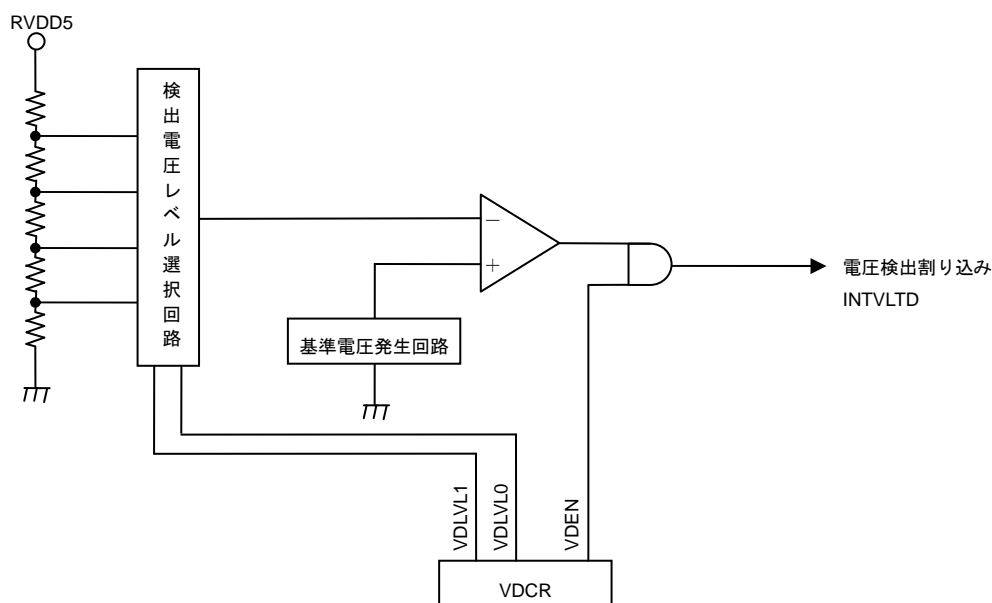 RVDD5
検出電圧レベル選択回路
−
+
基準電圧発生回路
電圧検出割り込み
INTVLTD
VDLVL1
VDLVL0
VDEN
VDCR